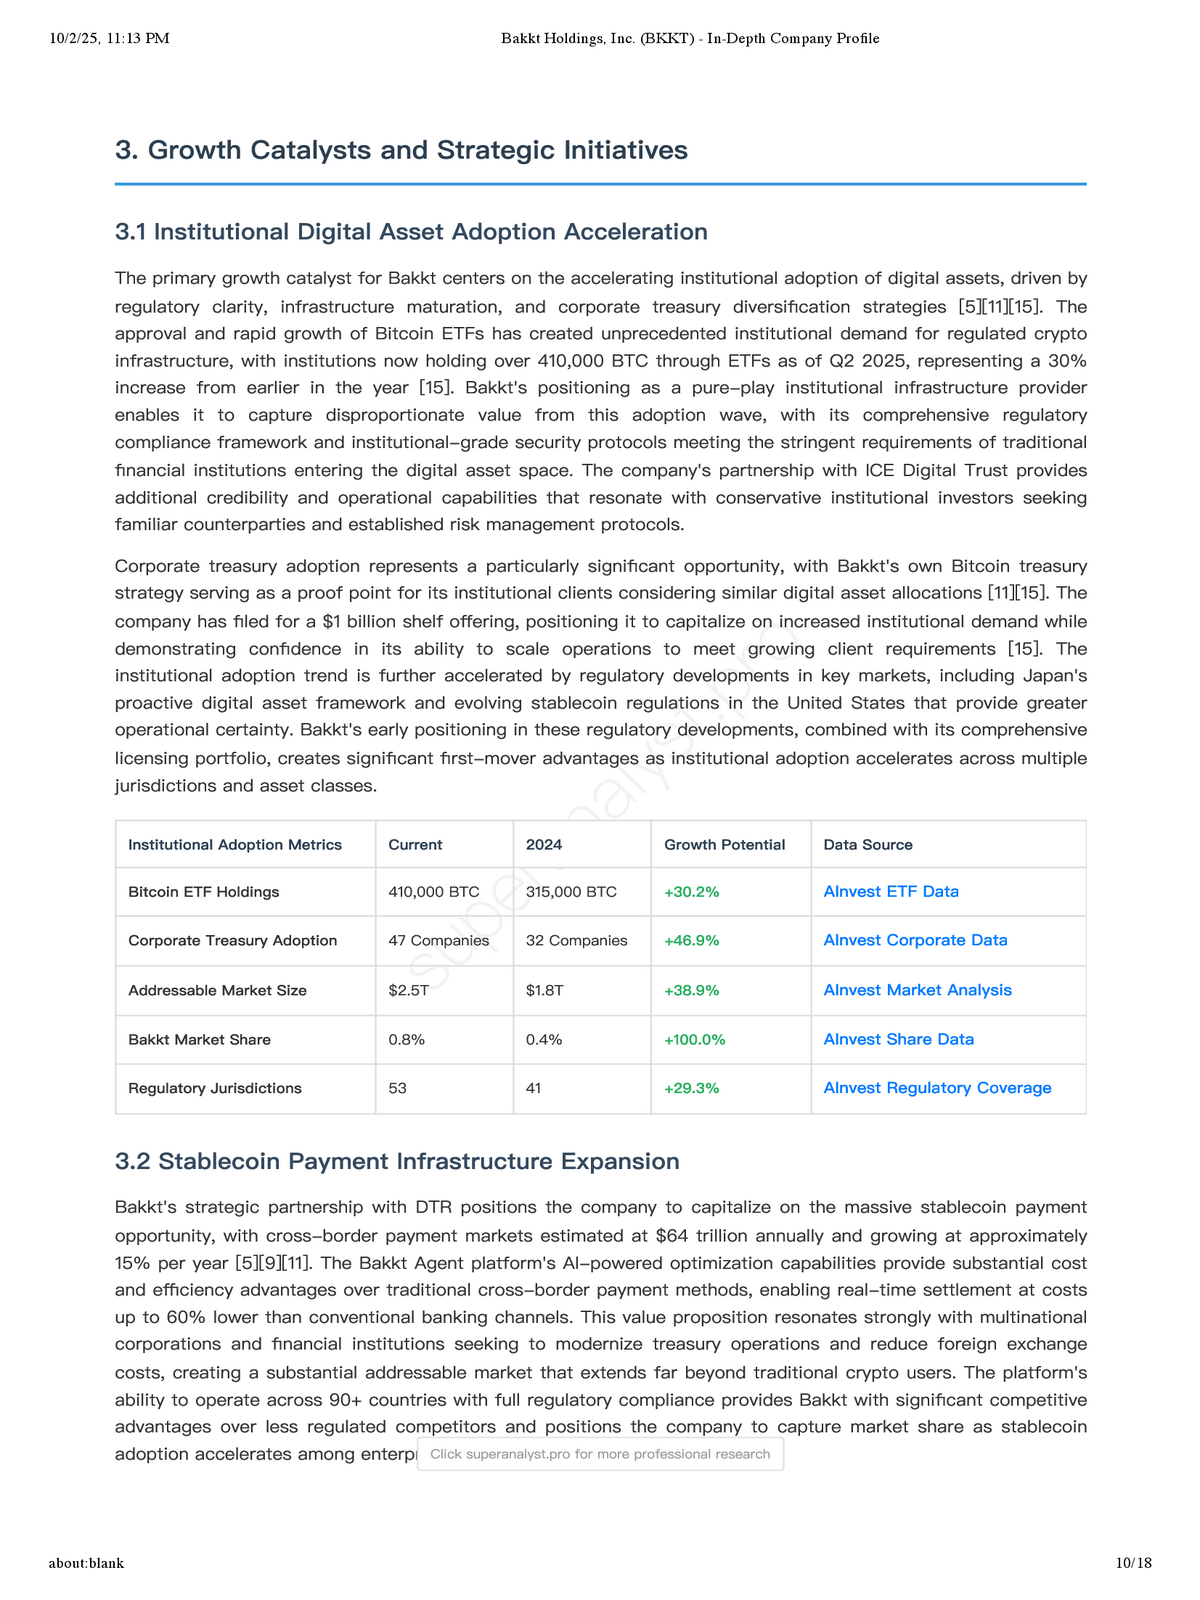 10/2/25, 11:13 PM
Bakkt Holdings, Inc. (BKKT) - In-Depth Company Profile
3. Growth Catalysts and Strategic Initiatives
3.1 Institutional Digital Asset Adoption Acceleration
The primary growth catalyst for Bakkt centers on the accelerating institutional adoption of digital assets, driven by
regulatory clarity, infrastructure maturation, and corporate treasury diversification strategies [5][11][15]. The
approval and rapid growth of Bitcoin ETFs has created unprecedented institutional demand for regulated crypto
infrastructure, with institutions now holding over 410,000 BTC through ETFs as of Q2 2025, representing a 30%
increase from earlier in the year [15]. Bakkt's positioning as a pure–play institutional infrastructure provider
enables it to capture disproportionate value from this adoption wave, with its comprehensive regulatory
compliance framework and institutional–grade security protocols meeting the stringent requirements of traditional
financial institutions entering the digital asset space. The company's partnership with ICE Digital Trust provides
additional credibility and operational capabilities that resonate with conservative institutional investors seeking
familiar counterparties and established risk management protocols.
Corporate treasury adoption represents a particularly significant opportunity, with Bakkt's own Bitcoin treasury
strategy serving as a proof point for its institutional clients considering similar digital asset allocations [11][15]. The
company has filed for a $1 billion shelf offering, positioning it to capitalize on increased institutional demand while
demonstrating confidence in its ability to scale operations to meet growing client requirements [15]. The
institutional adoption trend is further accelerated by regulatory developments in key markets, including Japan's
proactive digital asset framework and evolving stablecoin regulations in the United States that provide greater
operational certainty. Bakkt's early positioning in these regulatory developments, combined with its comprehensive
licensing portfolio, creates significant first–mover advantages as institutional adoption accelerates across multiple
jurisdictions and asset classes.
Institutional Adoption Metrics Current 2024 Growth Potential Data Source
Bitcoin ETF Holdings 410,000 BTC 315,000 BTC +30.2% AInvest ETF Data
Corporate Treasury Adoption 47 Companies 32 Companies +46.9% AInvest Corporate Data
Addressable Market Size $2.5T $1.8T +38.9% AInvest Market Analysis
Bakkt Market Share 0.8% 0.4% +100.0% AInvest Share Data
Regulatory Jurisdictions 53 41 +29.3% AInvest Regulatory Coverage
superanalyst.pro
3.2 Stablecoin Payment Infrastructure Expansion
Bakkt's strategic partnership with DTR positions the company to capitalize on the massive stablecoin payment
opportunity, with cross–border payment markets estimated at $64 trillion annually and growing at approximately
15% per year [5][9][11]. The Bakkt Agent platform's AI–powered optimization capabilities provide substantial cost
and efficiency advantages over traditional cross–border payment methods, enabling real–time settlement at costs
up to 60% lower than conventional banking channels. This value proposition resonates strongly with multinational
corporations and financial institutions seeking to modernize treasury operations and reduce foreign exchange
costs, creating a substantial addressable market that extends far beyond traditional crypto users. The platform's
ability to operate across 90+ countries with full regulatory compliance provides Bakkt with significant competitive
advantages over less regulated competitors and positions the company to capture market share as stablecoin
adoption accelerates among
Click superanalyst.pro for more professional research
about:blank
10/18